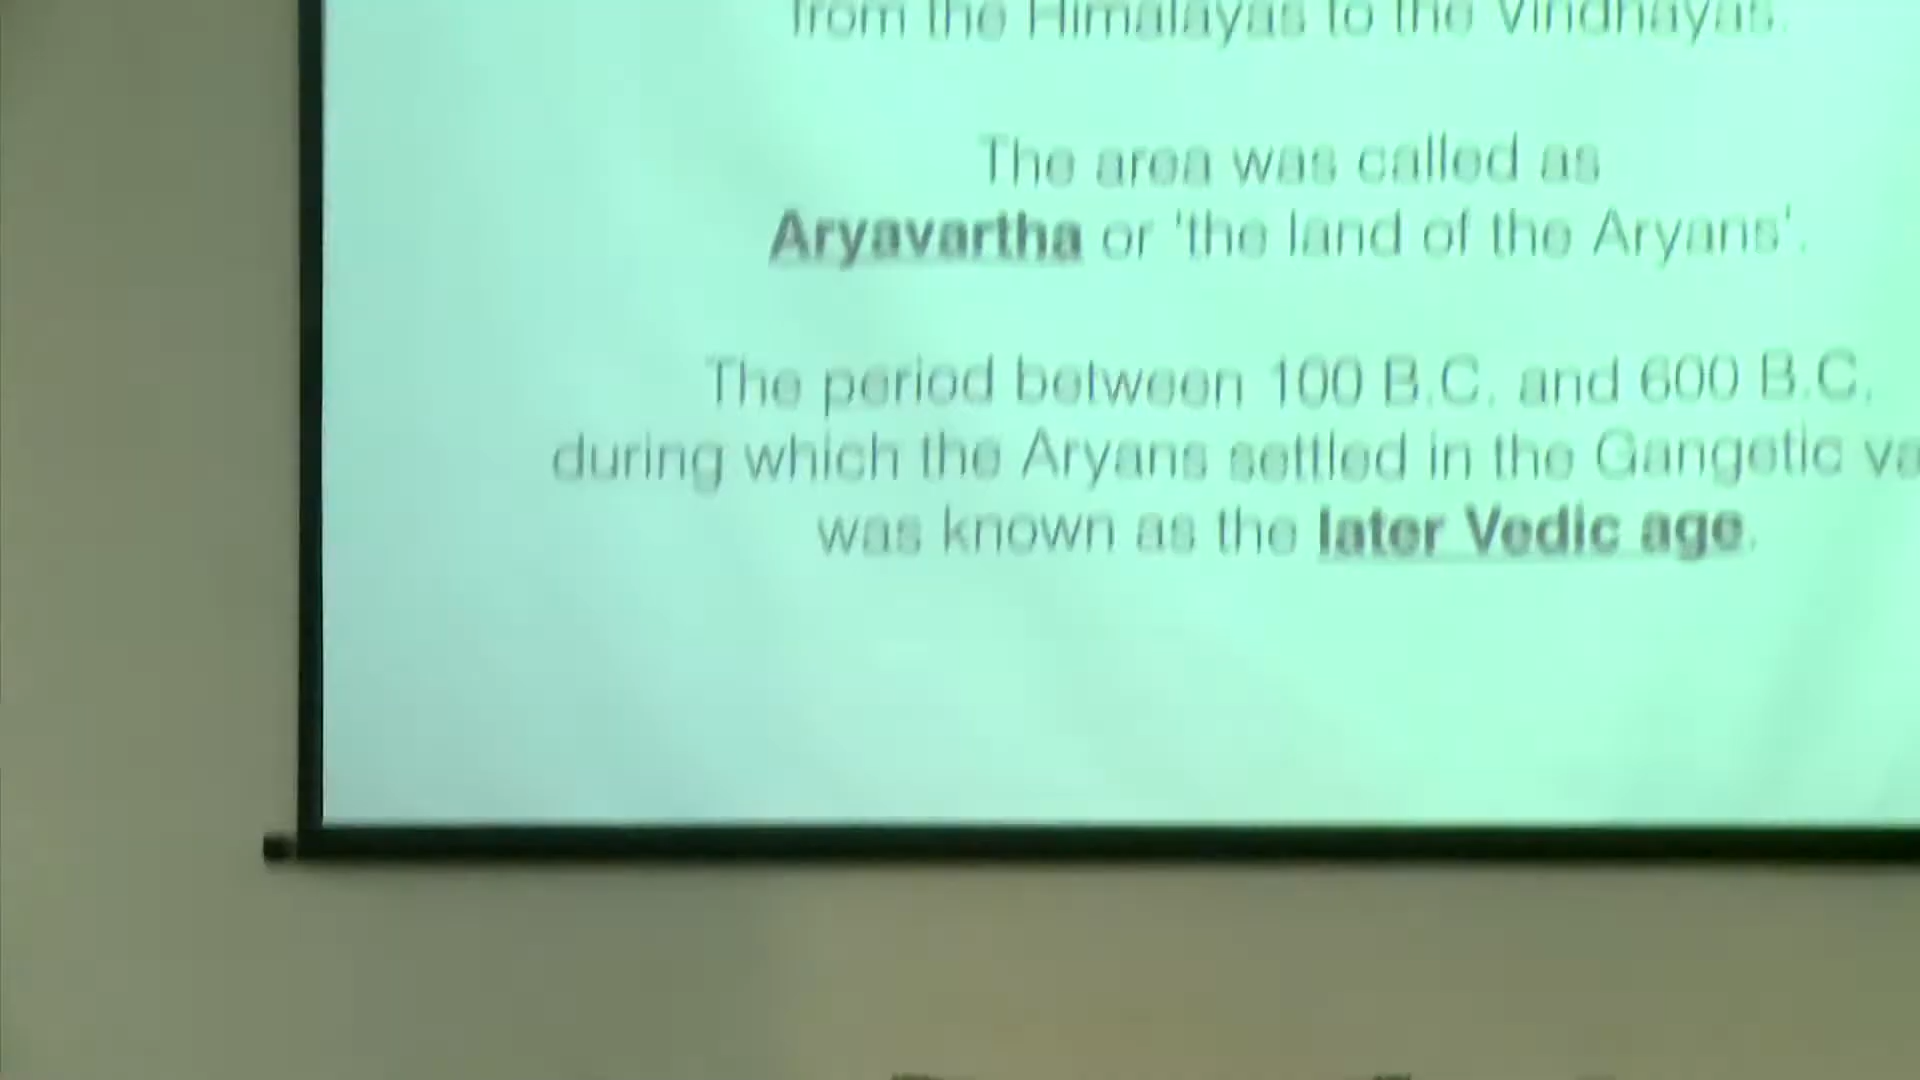 from the Himalayas to the Vindhayas.
The area was called as
Aryavartha or 'the land of the Aryans'.
The period between 100 B.C. and 600 B.C.
during which the Aryans settled in the Gangetic va
was known as the later Vedic age.